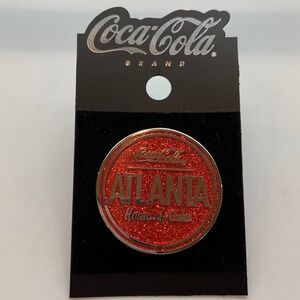 Coca-Cola®
BRAND
Coca-Cola
ATLANTA
Home of Coke